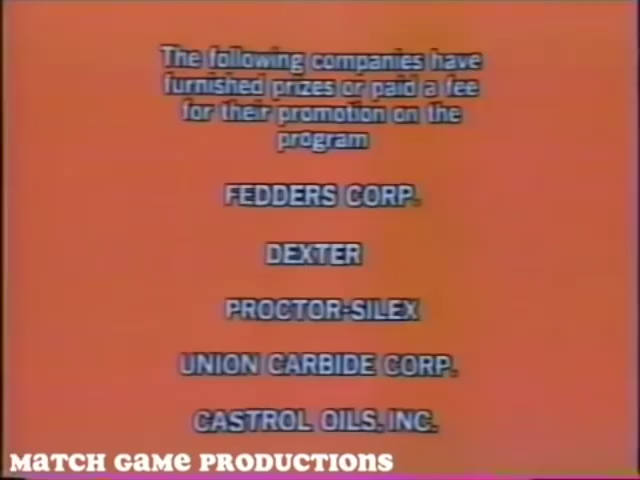 The following companies have
furnished prizes or paid a fee
for their promotion on the
program
FEDDERS CORP.
DEXTER
PROCTOR-SILEX
UNION CARBIDE CORP.
CASTROL OILS, INC.
MATCH GAME PRODUCTIONS